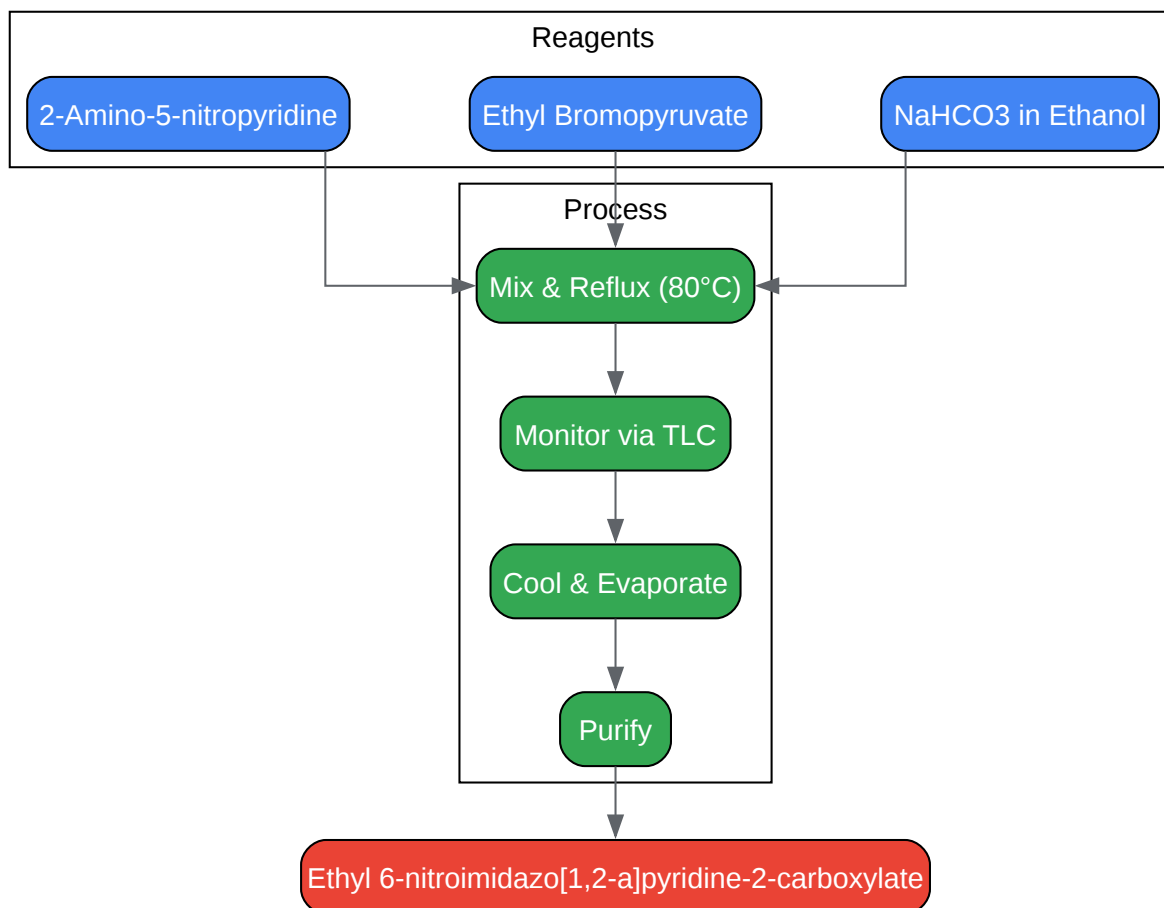 Reagents
2-Amino-5-nitropyridine
Ethyl Bromopyruvate
NaHCO3 in Ethanol
Process
Mix & Reflux (80°C)
Monitor via TLC
Cool & Evaporate
Purify
Ethyl 6-nitroimidazo[1,2-a]pyridine-2-carboxylate